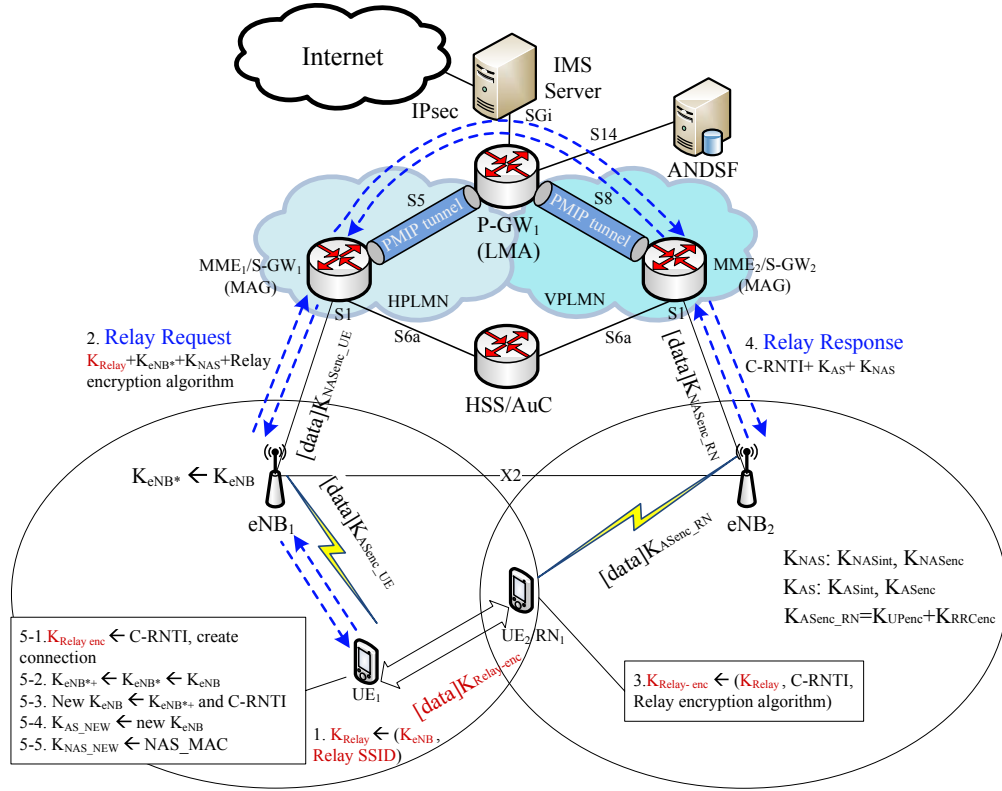 Internet
IMS
Server
IPsec
SGi
S14
ANDSF
S5
S8
PMIP tunnel
PMIP tunnel
P-GW1
(LMA)
MME1/S-GW1
(MAG)
MME2/S-GW2
(MAG)
HPLMN
VPLMN
S1
S1
S6a
S6a
HSS/AuC
2. Relay Request
KRelay+KeNB*+KNAS+Relay
encryption algorithm
4. Relay Response
C-RNTI+ KAS+ KNAS
[data]KNASenc_UE
[data]KNASenc_RN
KeNB* ← KeNB
X2
eNB1
eNB2
[data]KASenc_UE
[data]KASenc_RN
KNAS: KNASint, KNASenc
KAS: KASint, KASenc
KASenc_RN=KUPenc+KRRCenc
UE2/RN1
UE1
[data]KRelay-enc
5-1.KRelay enc ← C-RNTI, create
connection
5-2. KeNB*+ ← KeNB* ← KeNB
5-3. New KeNB ← KeNB*+ and C-RNTI
5-4. KAS_NEW ← new KeNB
5-5. KNAS_NEW ← NAS_MAC
3.KRelay- enc ← (KRelay , C-RNTI,
Relay encryption algorithm)
1. KRelay ← (KeNB ,
Relay SSID)